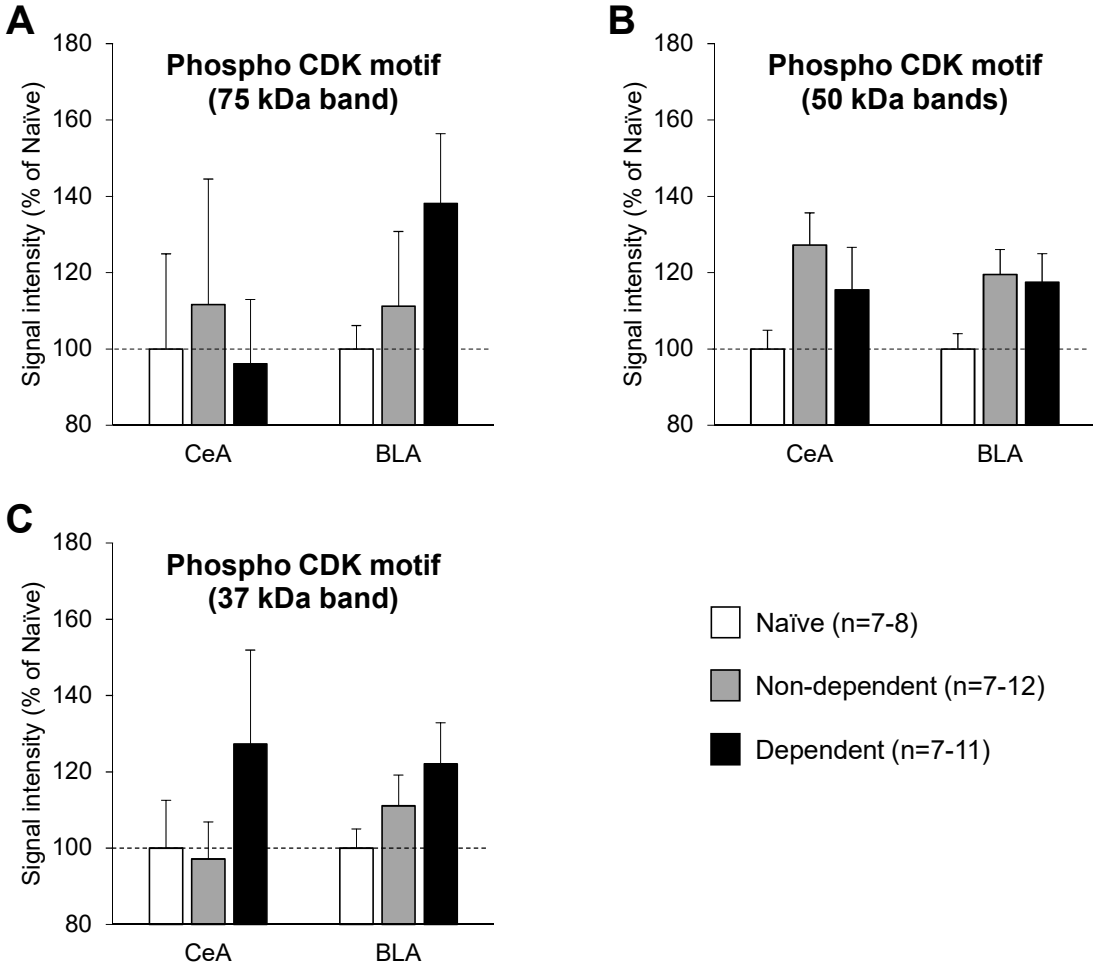 A
Phospho CDK motif
(75 kDa band)
Signal intensity (% of Naïve)
180
160
140
120
100
80
CeA
BLA
B
Phospho CDK motif
(50 kDa bands)
Signal intensity (% of Naïve)
180
160
140
120
100
80
CeA
BLA
C
Phospho CDK motif
(37 kDa band)
Signal intensity (% of Naïve)
180
160
140
120
100
80
CeA
BLA
Naïve (n=7-8)
Non-dependent (n=7-12)
Dependent (n=7-11)